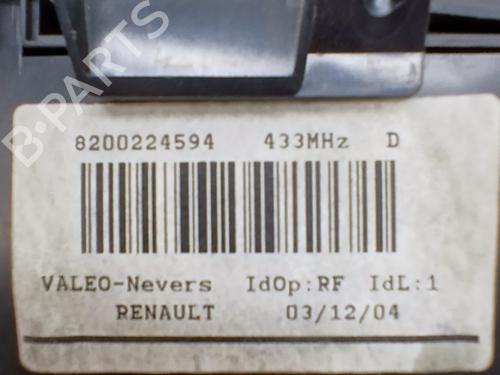 B-PARTS
8200224594 433MHz D
VALEO-Nevers IdOp:RF IdL:1
RENAULT 03/12/04